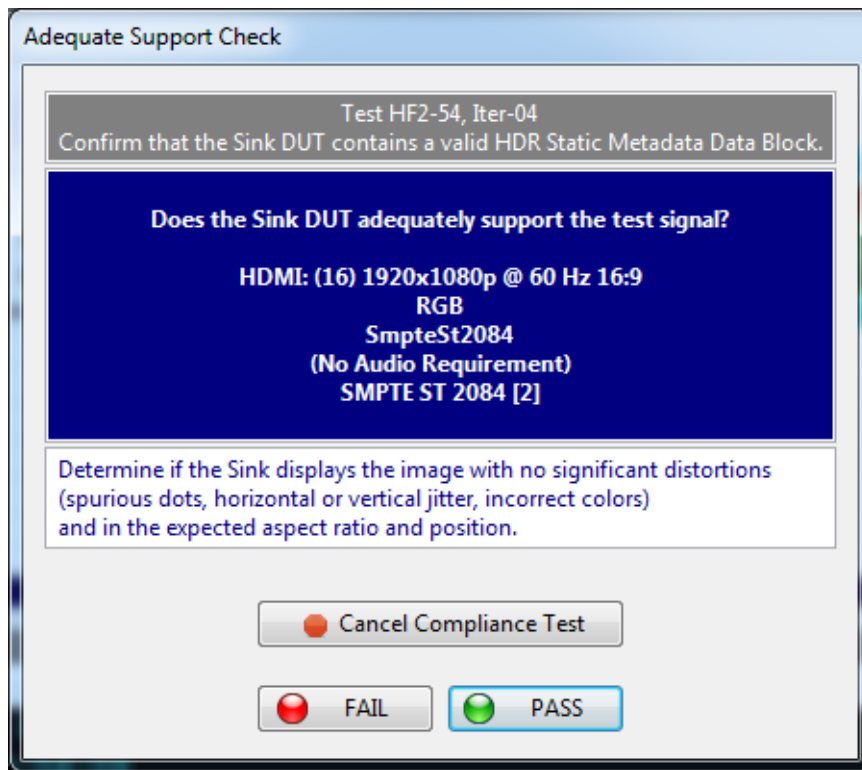 Adequate Support Check
Test HF2-54, Iter-04
Confirm that the Sink DUT contains a valid HDR Static Metadata Data Block.
Does the Sink DUT adequately support the test signal?
HDMI: (16) 1920x1080p @ 60 Hz 16:9
RGB
SmpteSt2084
(No Audio Requirement)
SMPTE ST 2084 [2]
Determine if the Sink displays the image with no significant distortions
(spurious dots, horizontal or vertical jitter, incorrect colors)
and in the expected aspect ratio and position.
Cancel Compliance Test
FAIL
PASS